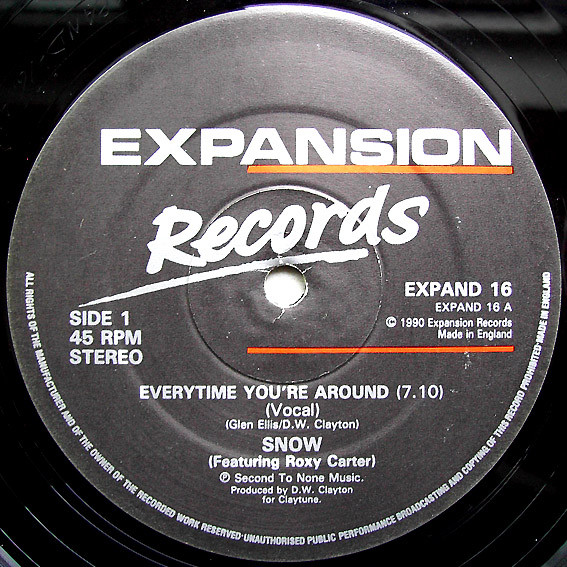 EXPANSION
Records
EXPAND 16
EXPAND 16 A
© 1990 Expansion Records
Made in England
SIDE 1
45 RPM
STEREO
EVERYTIME YOU'RE AROUND (7.10)
(Vocal)
(Glen Ellis/D.W. Clayton)
SNOW
(Featuring Roxy Carter)
℗ Second To None Music.
Produced by D.W. Clayton
for Claytune.
ALL RIGHTS OF THE MANUFACTURER AND OF THE OWNER OF THE RECORDED WORK RESERVED·UNAUTHORISED PUBLIC PERFORMANCE BROADCASTING AND COPYING OF THIS RECORD PROHIBITED·MADE IN ENGLAND